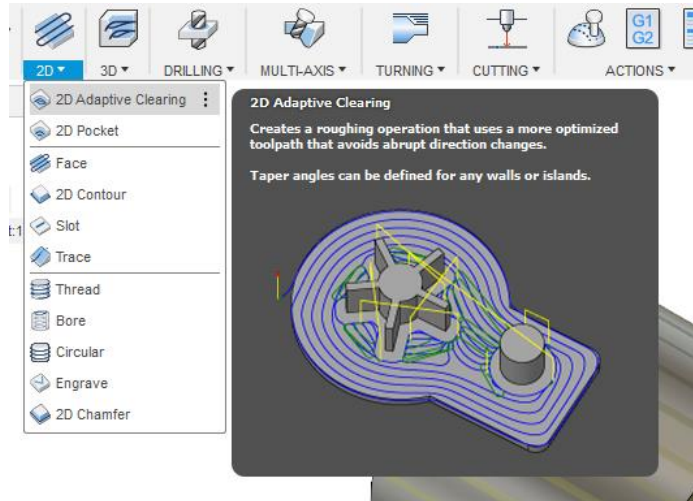 G1
G2
2D ▾
3D ▾
DRILLING ▾
MULTI-AXIS ▾
TURNING ▾
CUTTING ▾
ACTIONS ▾
2D Adaptive Clearing
2D Pocket
Face
2D Contour
Slot
Trace
Thread
Bore
Circular
Engrave
2D Chamfer
2D Adaptive Clearing
Creates a roughing operation that uses a more optimized
toolpath that avoids abrupt direction changes.
Taper angles can be defined for any walls or islands.